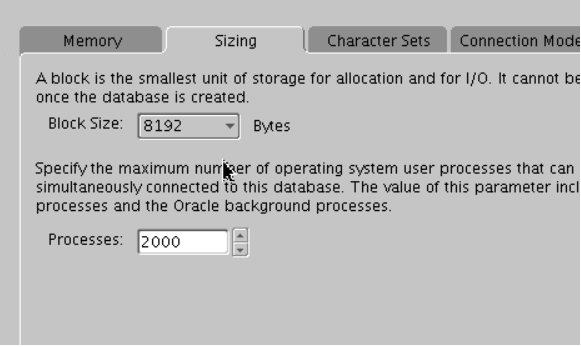 Memory Sizing Character Sets Connection Mode
A block is the smallest unit of storage for allocation and for I/O. It cannot be
once the database is created.
Block Size: 8192 Bytes
Specify the maximum number of operating system user processes that can
simultaneously connected to this database. The value of this parameter incl
processes and the Oracle background processes.
Processes: 2000